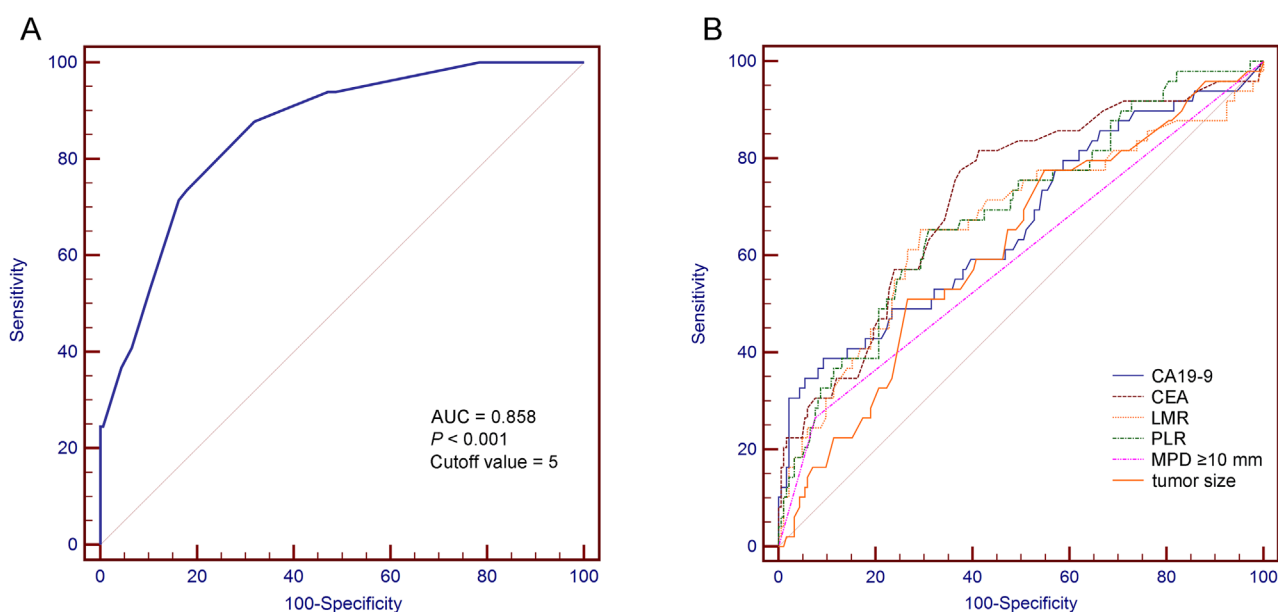 A
100
80
60
40
20
0
Sensitivity
AUC = 0.858
P < 0.001
Cutoff value = 5
0 20 40 60 80 100
100-Specificity
B
100
80
60
40
20
0
Sensitivity
CA19-9
CEA
LMR
PLR
MPD ≥10 mm
tumor size
0 20 40 60 80 100
100-Specificity